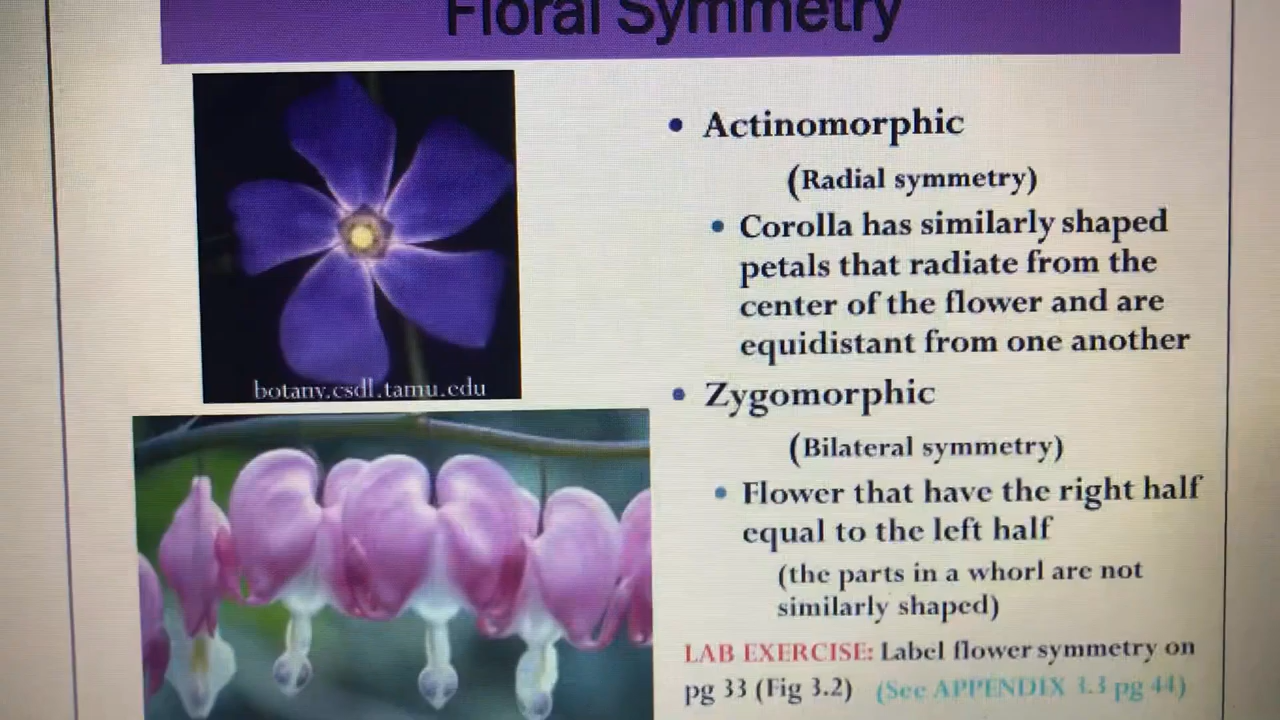 Floral Symmetry
• Actinomorphic
(Radial symmetry)
• Corolla has similarly shaped
petals that radiate from the
center of the flower and are
equidistant from one another
botany.csdl.tamu.edu
• Zygomorphic
(Bilateral symmetry)
• Flower that have the right half
equal to the left half
(the parts in a whorl are not
similarly shaped)
LAB EXERCISE: Label flower symmetry on
pg 33 (Fig 3.2) (See APPENDIX 3.3 pg 44)